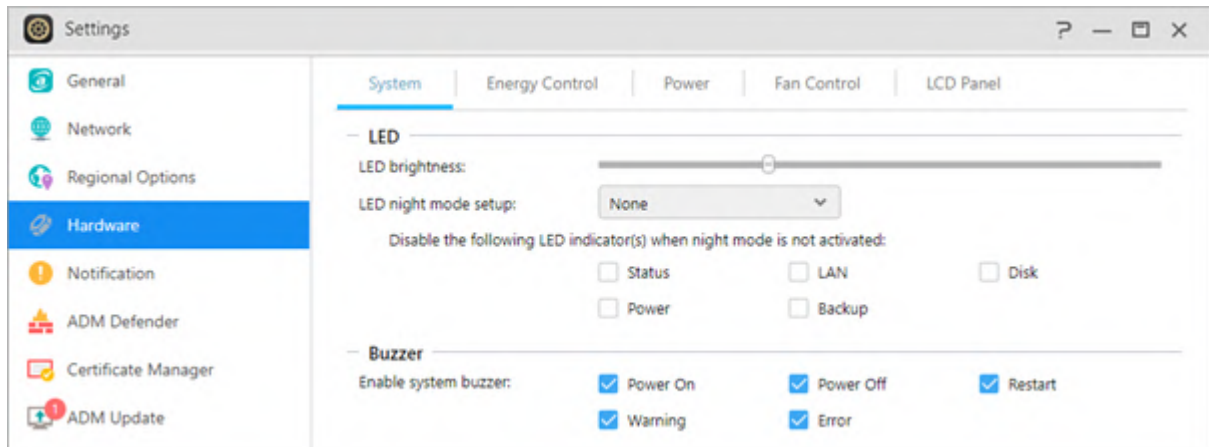 Settings
General
Network
Regional Options
Hardware
Notification
ADM Defender
Certificate Manager
1
ADM Update
System Energy Control Power Fan Control LCD Panel
LED
LED brightness:
LED night mode setup: None
Disable the following LED indicator(s) when night mode is not activated:
Status LAN Disk
Power Backup
Buzzer
Enable system buzzer: Power On Power Off Restart
Warning Error